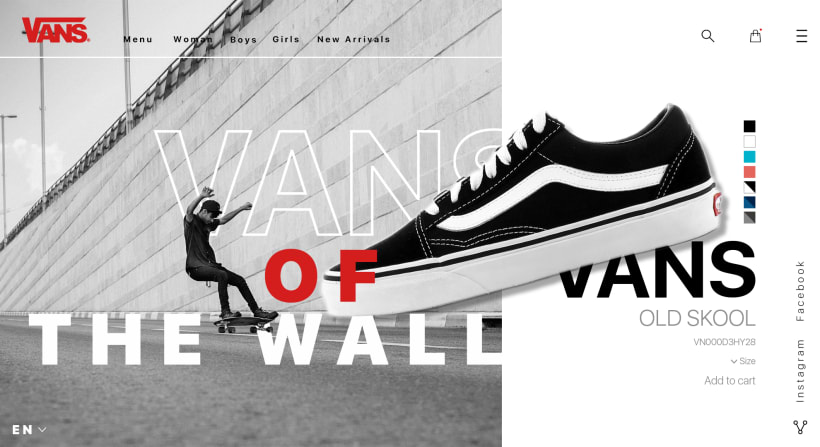 VANS
Menu Woman Boys Girls New Arrivals
VANS
OF
THE WALL
EN
VANS
OLD SKOOL
VN000D3HY28
Size
Add to cart
Facebook
Instagram